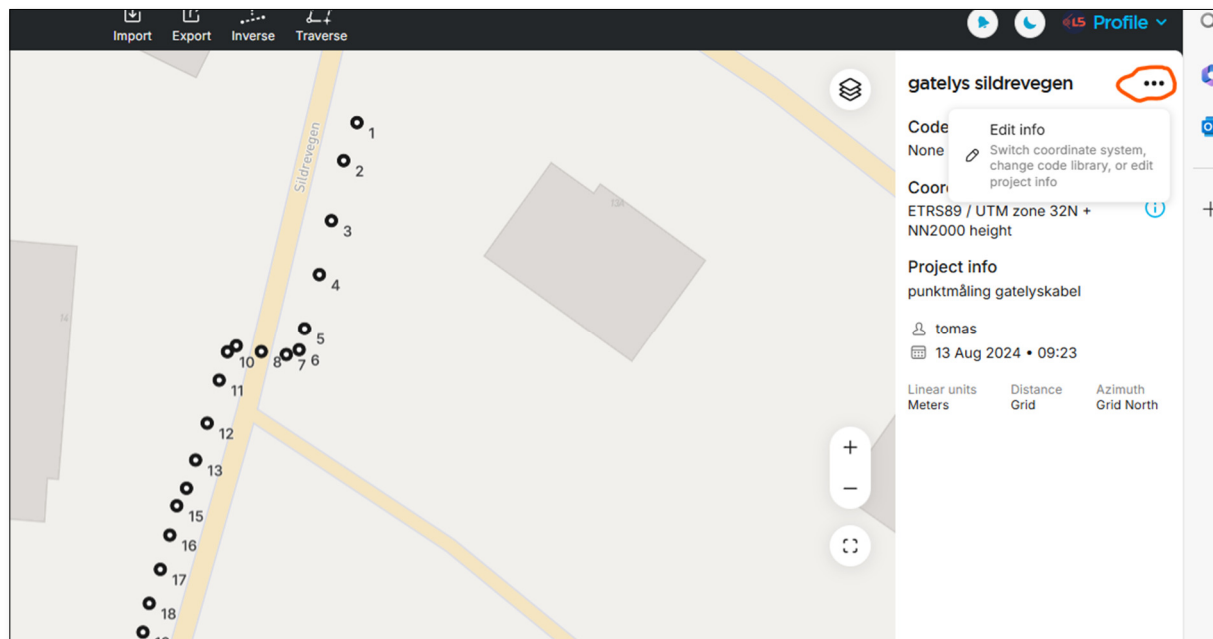 Import Export Inverse Traverse
L5 Profile
gatelys sildrevegen
Code
None
Edit info
Switch coordinate system,
change code library, or edit
project info
Coor
ETRS89 / UTM zone 32N +
NN2000 height
Project info
punktmåling gatelyskabel
tomas
13 Aug 2024 • 09:23
Linear units Distance Azimuth
Meters Grid Grid North
Sildrevegen
134
1
2
3
4
5
6
7
8
10
11
12
13
15
16
17
18